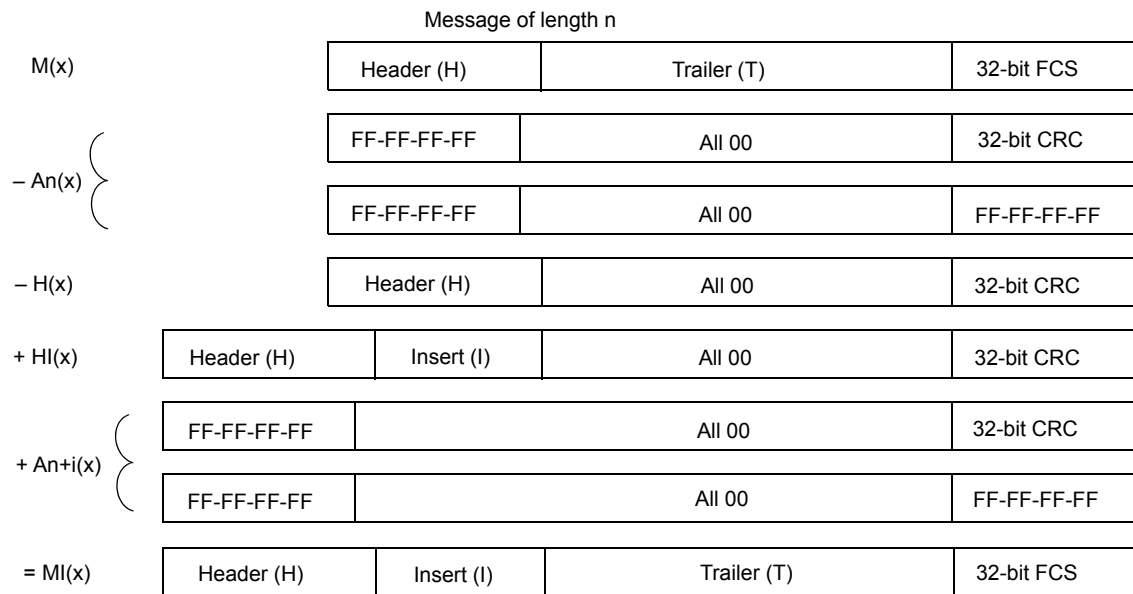 Message of length n
M(x) Header (H) Trailer (T) 32-bit FCS
FF-FF-FF-FF All 00 32-bit CRC
– An(x)
FF-FF-FF-FF All 00 FF-FF-FF-FF
– H(x) Header (H) All 00 32-bit CRC
+ HI(x) Header (H) Insert (I) All 00 32-bit CRC
FF-FF-FF-FF All 00 32-bit CRC
+ An+i(x)
FF-FF-FF-FF All 00 FF-FF-FF-FF
= MI(x) Header (H) Insert (I) Trailer (T) 32-bit FCS